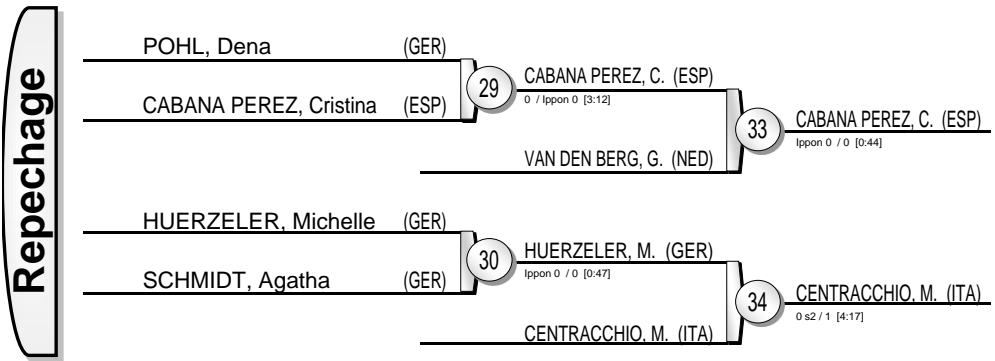 Repechage
POHL, Dena (GER)
29
CABANA PEREZ, C. (ESP)
0 / Ippon 0 [3:12]
CABANA PEREZ, Cristina (ESP)
33
CABANA PEREZ, C. (ESP)
Ippon 0 / 0 [0:44]
VAN DEN BERG, G. (NED)
HUERZELER, Michelle (GER)
30
HUERZELER, M. (GER)
Ippon 0 / 0 [0:47]
SCHMIDT, Agatha (GER)
34
CENTRACCHIO, M. (ITA)
0 s2 / 1 [4:17]
CENTRACCHIO, M. (ITA)